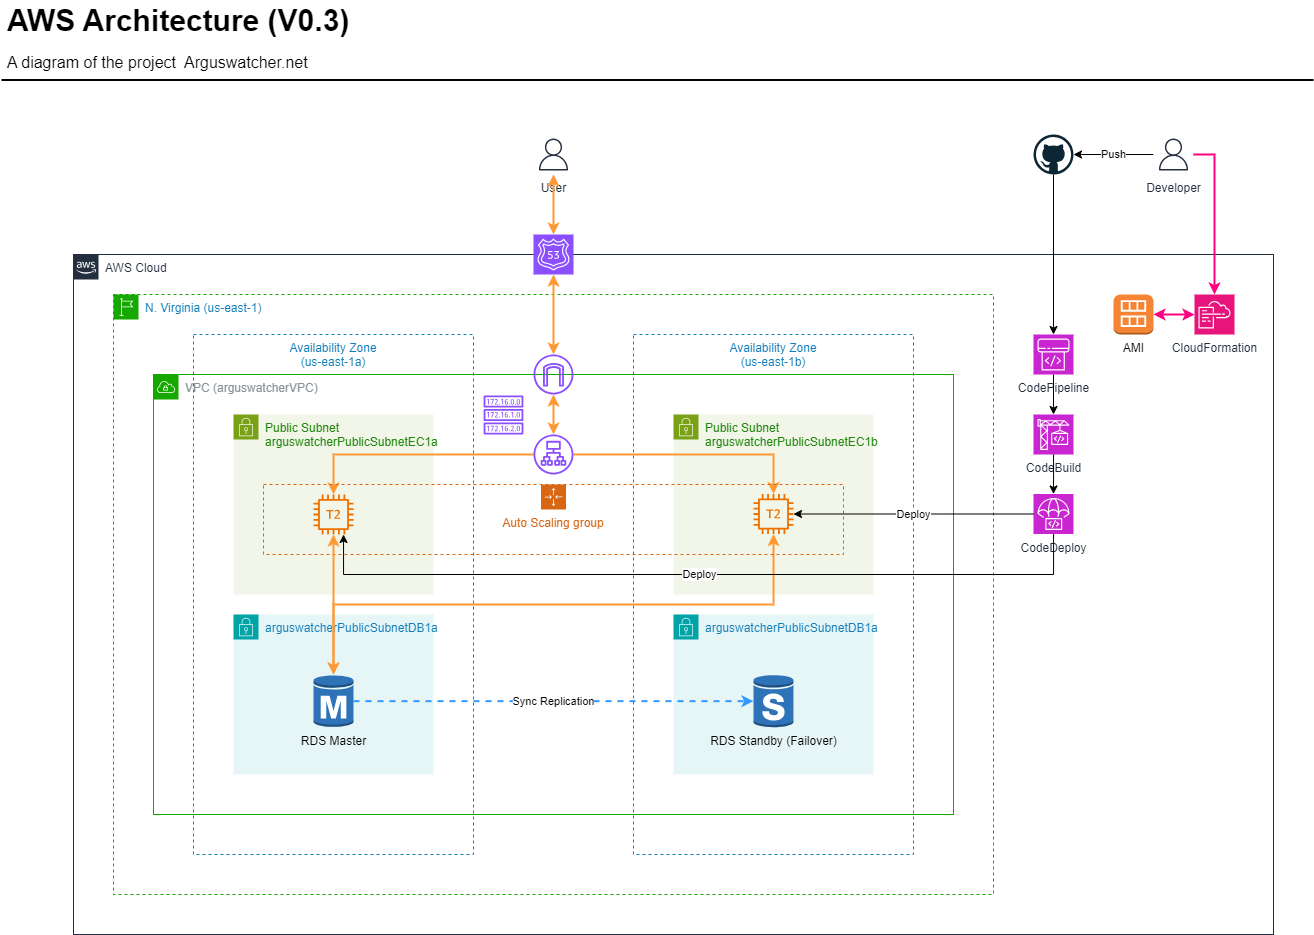 AWS Architecture (V0.3)
A diagram of the project Arguswatcher.net
Push
User
Developer
53
aws
AWS Cloud
N. Virginia (us-east-1)
Availability Zone
(us-east-1a)
Availability Zone
(us-east-1b)
AMI
CloudFormation
VPC (arguswatcherVPC)
CodePipeline
172.16.0.0
172.16.1.0
172.16.2.0
Public Subnet
arguswatcherPublicSubnetEC1a
Public Subnet
arguswatcherPublicSubnetEC1b
CodeBuild
T2
T2
Auto Scaling group
Deploy
CodeDeploy
Deploy
arguswatcherPublicSubnetDB1a
arguswatcherPublicSubnetDB1a
M
Sync Replication
S
RDS Master
RDS Standby (Failover)